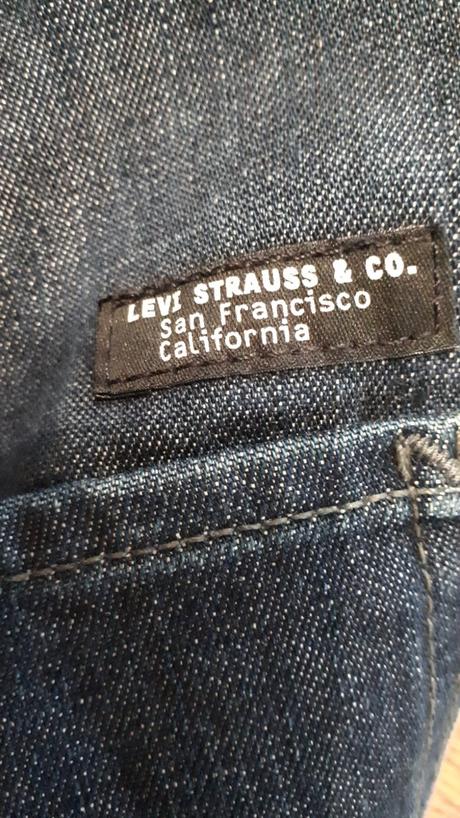 LEVI STRAUSS & CO.
San Francisco
California